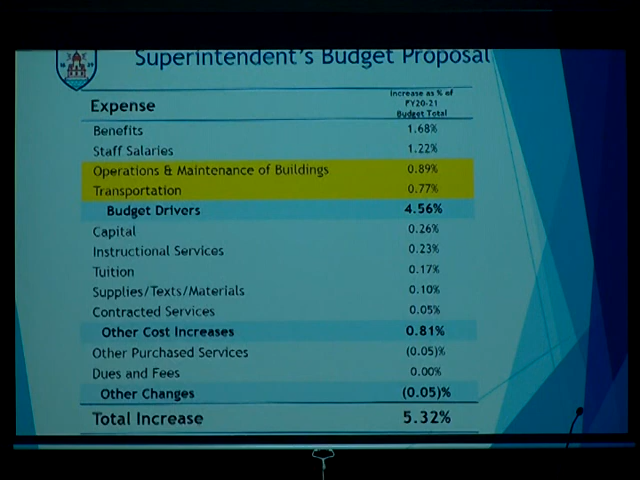 Superintendent's Budget Proposal
Expense
Increase as % of
FY20-21
Budget Total
Benefits 1.68%
Staff Salaries 1.22%
Operations & Maintenance of Buildings 0.89%
Transportation 0.77%
Budget Drivers 4.56%
Capital 0.26%
Instructional Services 0.23%
Tuition 0.17%
Supplies/Texts/Materials 0.10%
Contracted Services 0.05%
Other Cost Increases 0.81%
Other Purchased Services (0.05)%
Dues and Fees 0.00%
Other Changes (0.05)%
Total Increase 5.32%